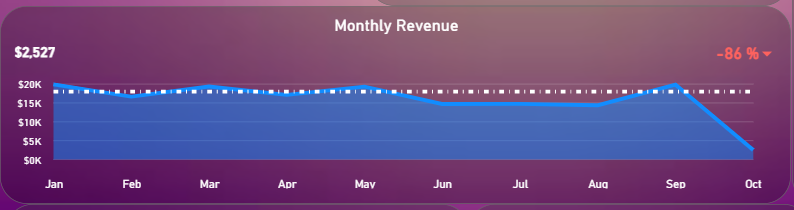 Monthly Revenue
$2,527
-86 %
$20K
$15K
$10K
$5K
$0K
Jan Feb Mar Apr May Jun Jul Aug Sep Oct